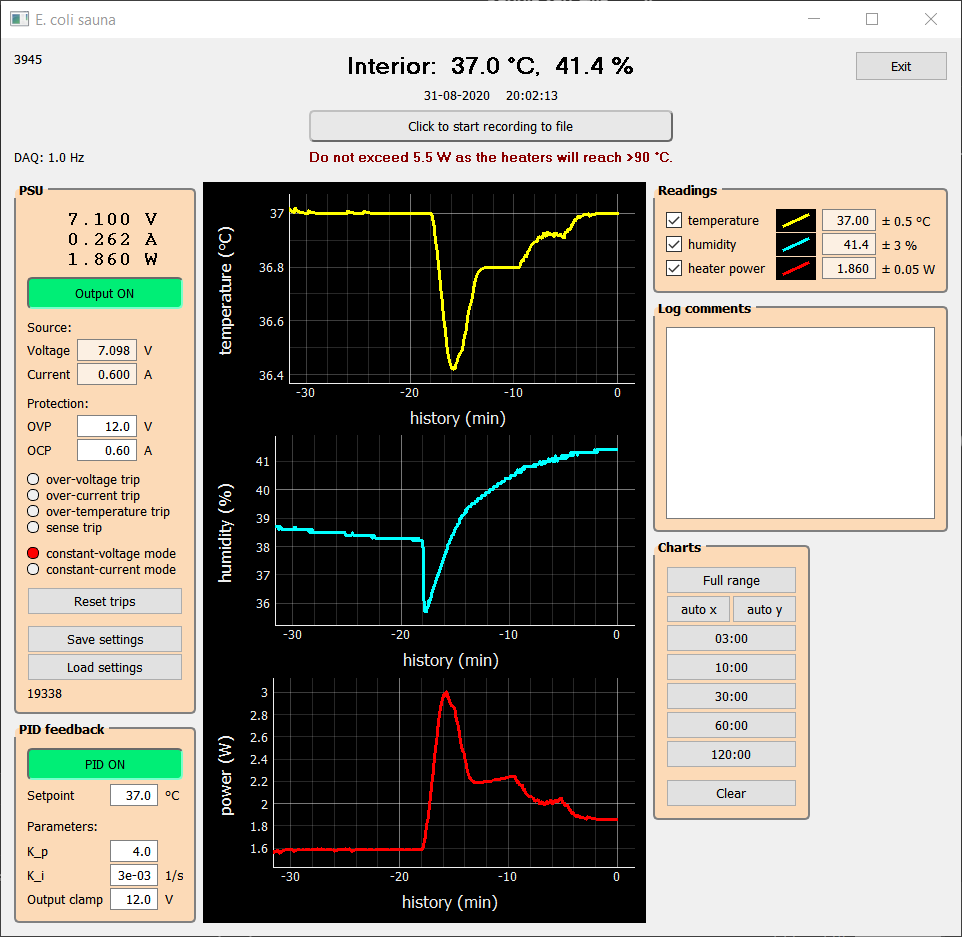 E. coli sauna
3945
Interior: 37.0 °C, 41.4 %
Exit
31-08-2020 20:02:13
Click to start recording to file
DAQ: 1.0 Hz
Do not exceed 5.5 W as the heaters will reach >90 °C.
PSU
7.100 V
0.262 A
1.860 W
Output ON
Source:
Voltage 7.098 V
Current 0.600 A
Protection:
OVP 12.0 V
OCP 0.60 A
over-voltage trip
over-current trip
over-temperature trip
sense trip
constant-voltage mode
constant-current mode
Reset trips
Save settings
Load settings
19338
PID feedback
PID ON
Setpoint 37.0 °C
Parameters:
K_p 4.0
K_i 3e-03 1/s
Output clamp 12.0 V
temperature (°C)
37
36.8
36.6
36.4
-30 -20 -10 0
history (min)
humidity (%)
41
40
39
38
37
36
-30 -20 -10 0
history (min)
power (W)
3
2.8
2.6
2.4
2.2
2
1.8
1.6
-30 -20 -10 0
history (min)
Readings
temperature 37.00 ± 0.5 °C
humidity 41.4 ± 3 %
heater power 1.860 ± 0.05 W
Log comments
Charts
Full range
auto x auto y
03:00
10:00
30:00
60:00
120:00
Clear